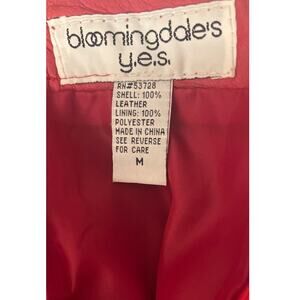 bloomingdale's
y.e.s.
RN#53728
SHELL: 100%
LEATHER
LINING: 100%
POLYESTER
MADE IN CHINA
SEE REVERSE
FOR CARE
M